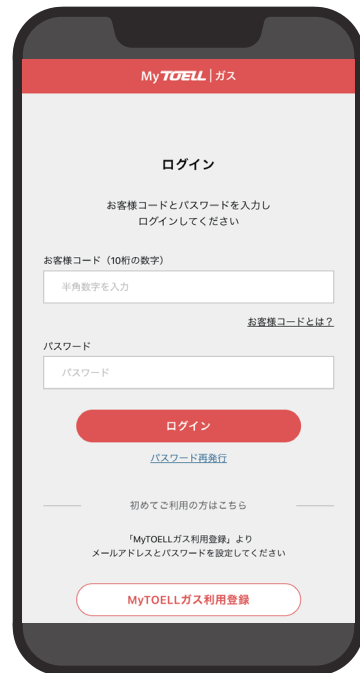 My TOELL | ガス
ログイン
お客様コードとパスワードを入力し
ログインしてください
お客様コード（10桁の数字）
半角数字を入力
お客様コードとは？
パスワード
パスワード
ログイン
パスワード再発行
初めてご利用の方はこちら
「MyTOELLガス利用登録」より
メールアドレスとパスワードを設定してください
MyTOELLガス利用登録